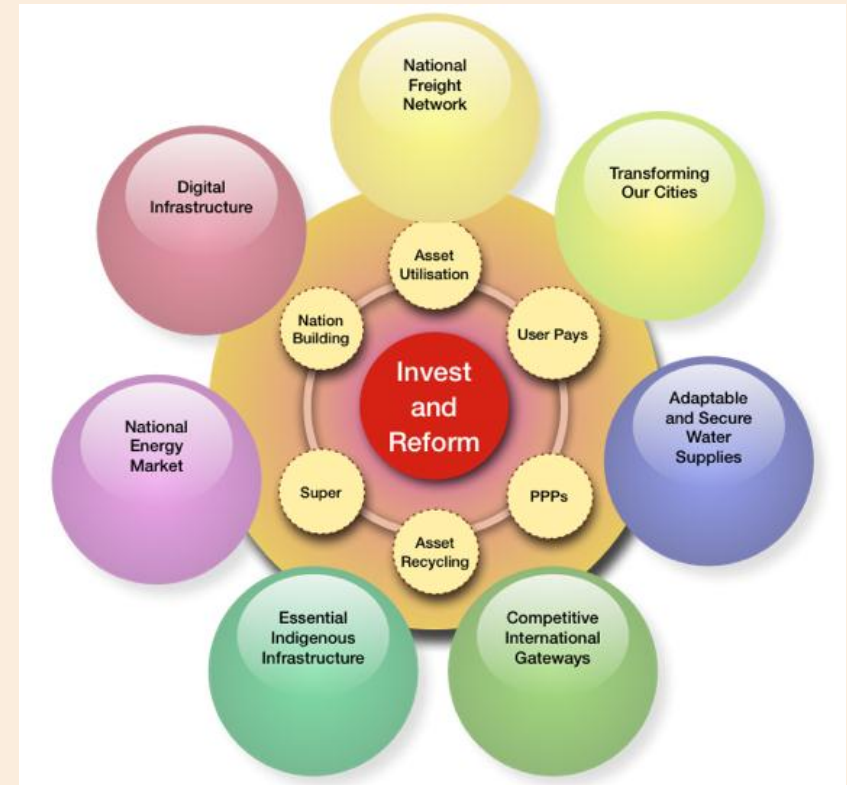 National
Freight
Network
Transforming
Our Cities
Adaptable
and Secure
Water
Supplies
Competitive
International
Gateways
Essential
Indigenous
Infrastructure
National
Energy
Market
Digital
Infrastructure
Asset
Utilisation
User Pays
PPPs
Asset
Recycling
Super
Nation
Building
Invest
and
Reform